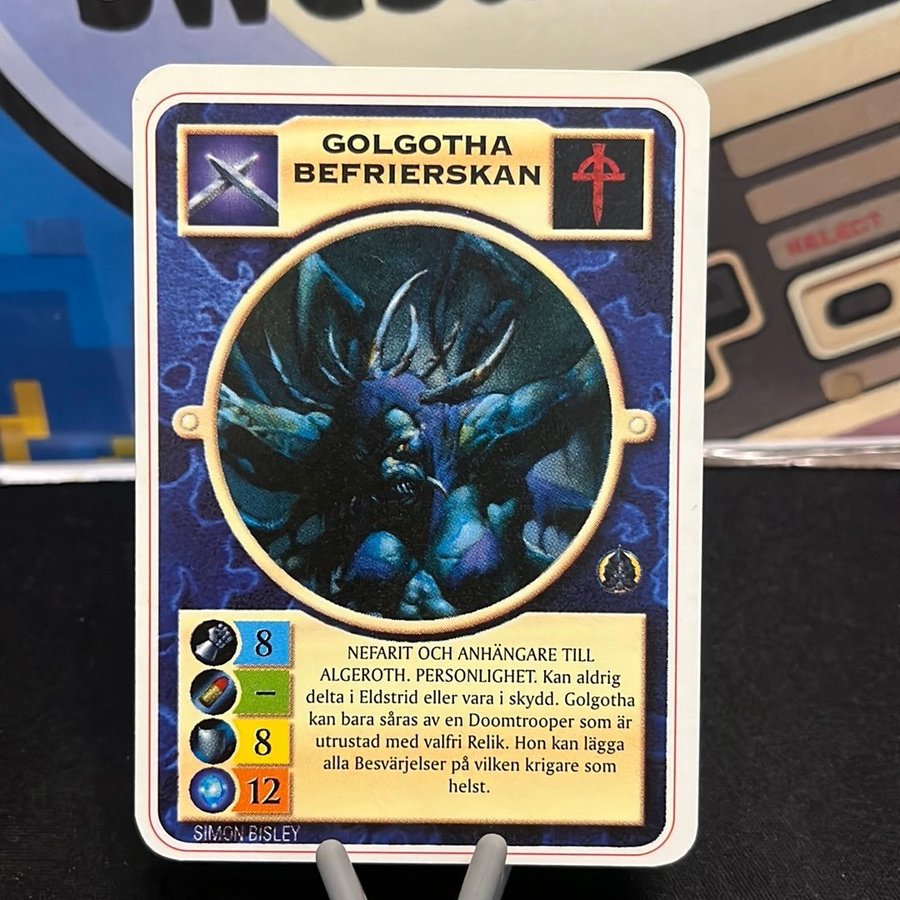 GOLGOTHA
BEFRIERSKAN
8
–
8
12
NEFARIT OCH ANHÄNGARE TILL
ALGEROTH. PERSONLIGHET. Kan aldrig
delta i Eldstrid eller vara i skydd. Golgotha
kan bara såras av en Doomtrooper som är
utrustad med valfri Relik. Hon kan lägga
alla Besvärjelser på vilken krigare som
helst.
SIMON BISLEY
SELECT